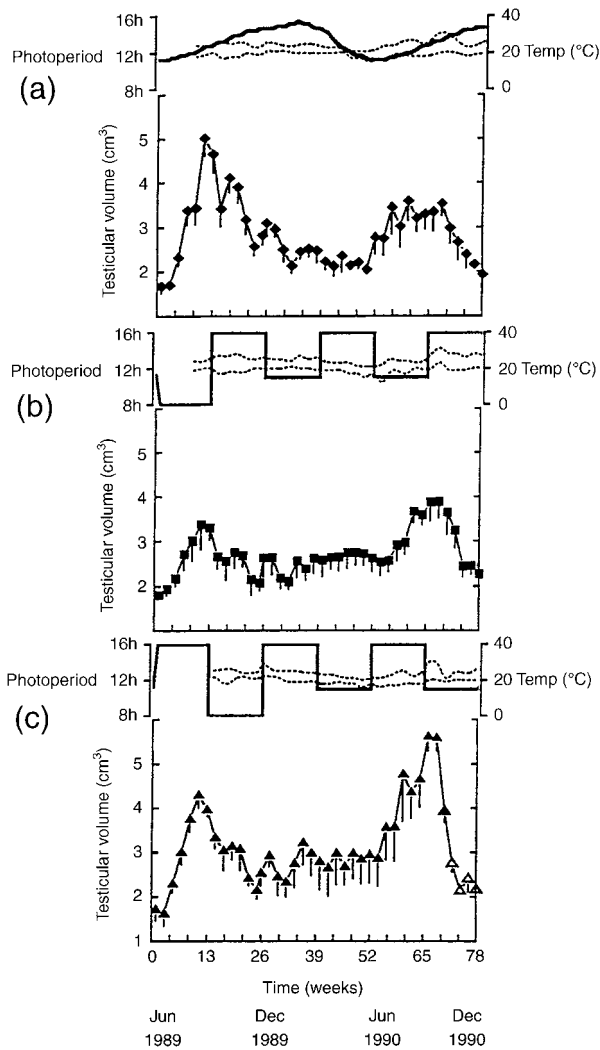 16h
40
Photoperiod
12h
20
Temp (°C)
8h
0
(a)
Testicular volume (cm³)
5
4
3
2
16h
40
Photoperiod
12h
20
Temp (°C)
8h
0
(b)
Testicular volume (cm³)
4
3
2
16h
40
Photoperiod
12h
20
Temp (°C)
8h
0
(c)
Testicular volume (cm³)
5
4
3
2
1
0 13 26 39 52 65 78
Time (weeks)
Jun Dec Jun Dec
1989 1989 1990 1990